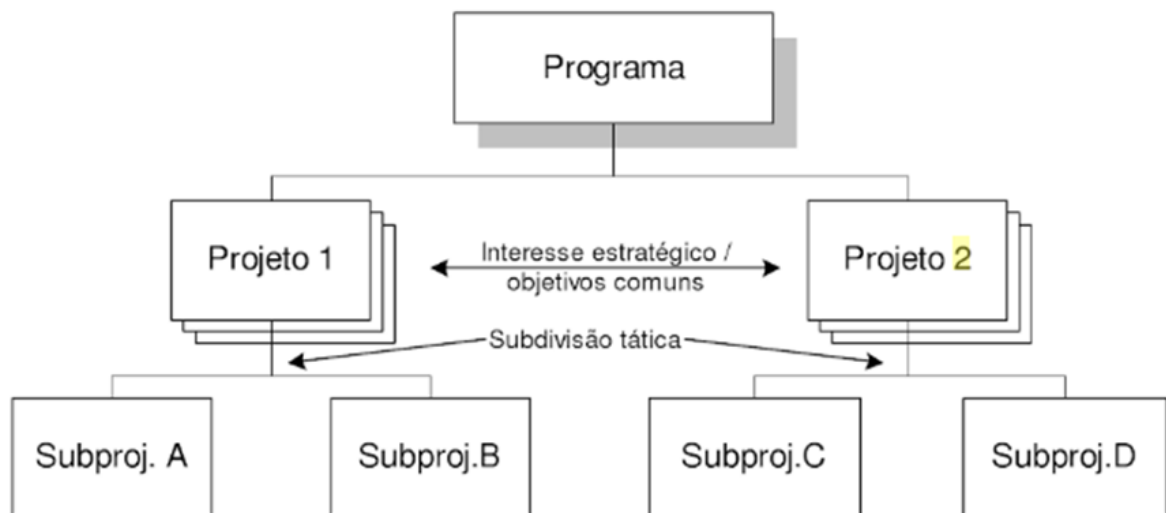 Programa
Projeto 1
Interesse estratégico /
objetivos comuns
Projeto 2
Subdivisão tática
Subproj. A
Subproj.B
Subproj.C
Subproj.D